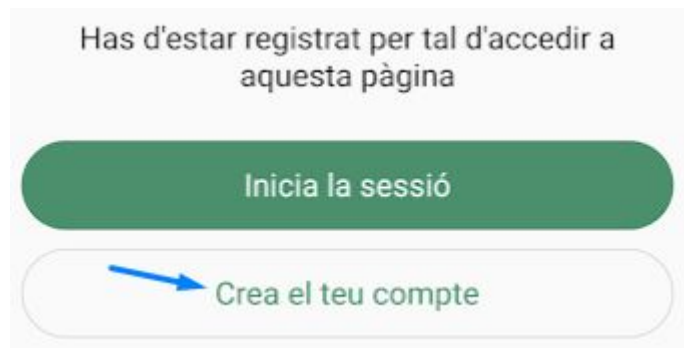 Has d'estar registrat per tal d'accedir a
aquesta pàgina
Inicia la sessió
Crea el teu compte